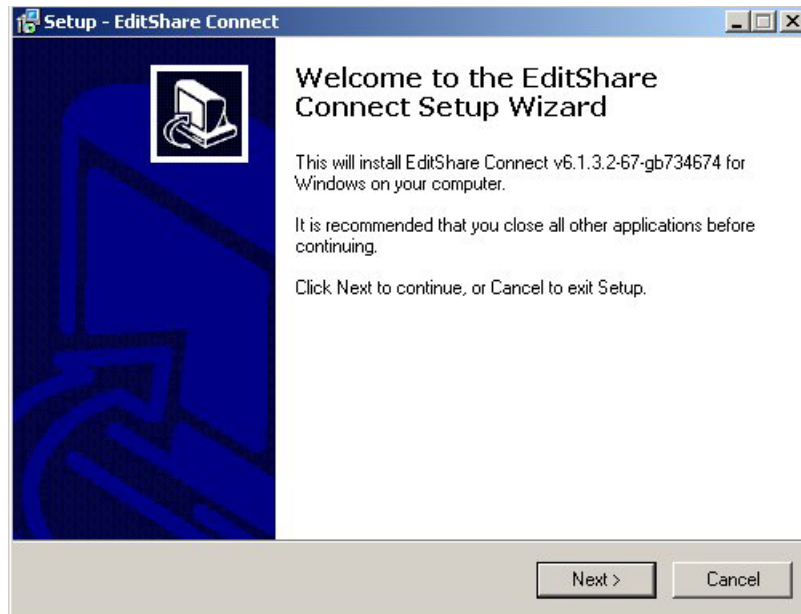 Setup - EditShare Connect
Welcome to the EditShare
Connect Setup Wizard
This will install EditShare Connect v6.1.3.2-67-gb734674 for
Windows on your computer.
It is recommended that you close all other applications before
continuing.
Click Next to continue, or Cancel to exit Setup.
Next >
Cancel